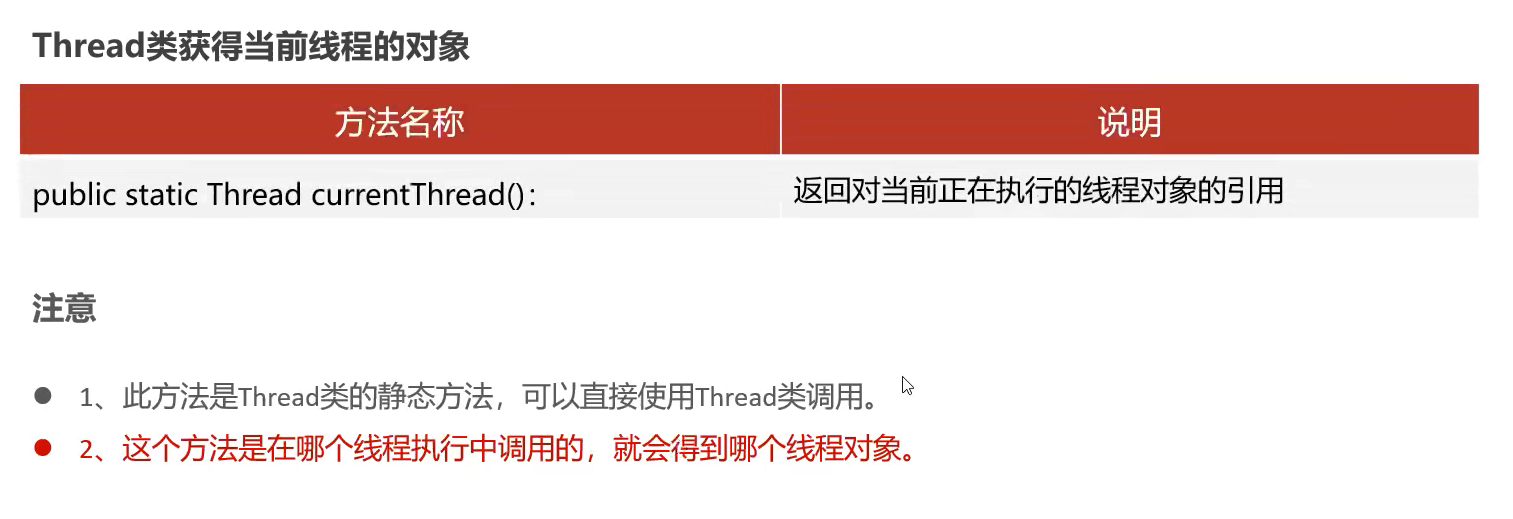 Thread类获得当前线程的对象
方法名称
说明
public static Thread currentThread()：
返回对当前正在执行的线程对象的引用
注意
1、此方法是Thread类的静态方法，可以直接使用Thread类调用。
2、这个方法是在哪个线程执行中调用的，就会得到哪个线程对象。